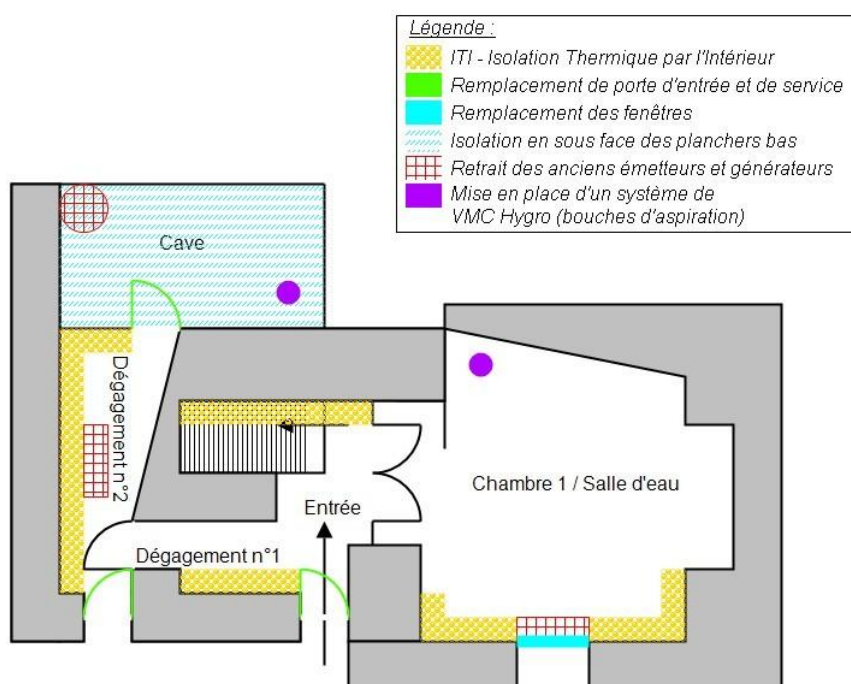 Légende :
ITI - Isolation Thermique par l'Intérieur
Remplacement de porte d'entrée et de service
Remplacement des fenêtres
Isolation en sous face des planchers bas
Retrait des anciens émetteurs et générateurs
Mise en place d'un système de
VMC Hygro (bouches d'aspiration)
Cave
Dégagement n°2
Chambre 1 / Salle d'eau
Entrée
Dégagement n°1